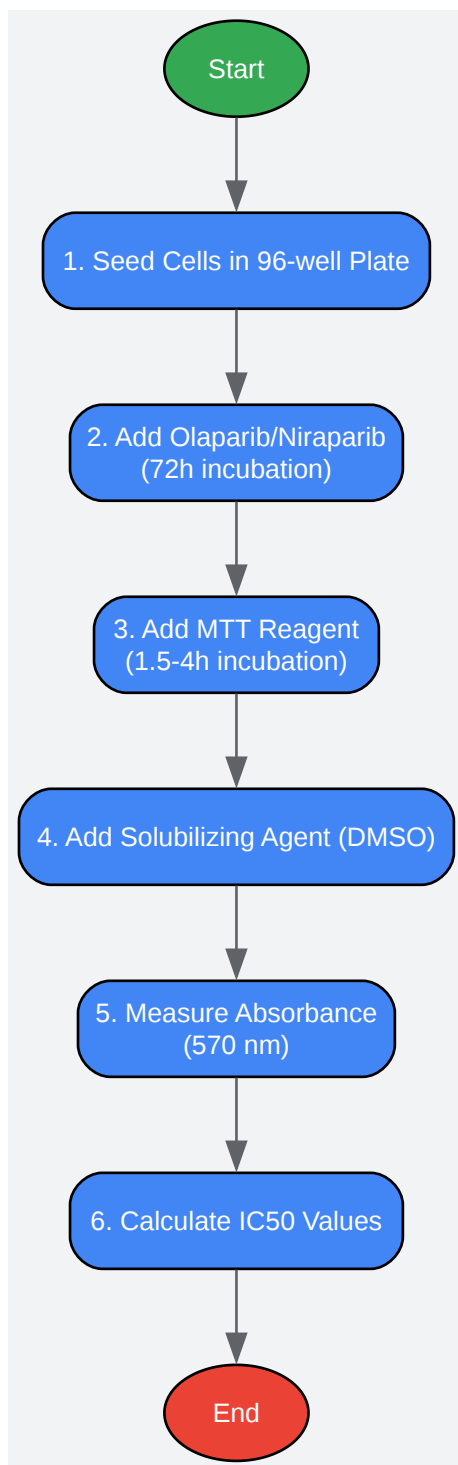 Start
1. Seed Cells in 96-well Plate
2. Add Olaparib/Niraparib
(72h incubation)
3. Add MTT Reagent
(1.5-4h incubation)
4. Add Solubilizing Agent (DMSO)
5. Measure Absorbance
(570 nm)
6. Calculate IC50 Values
End